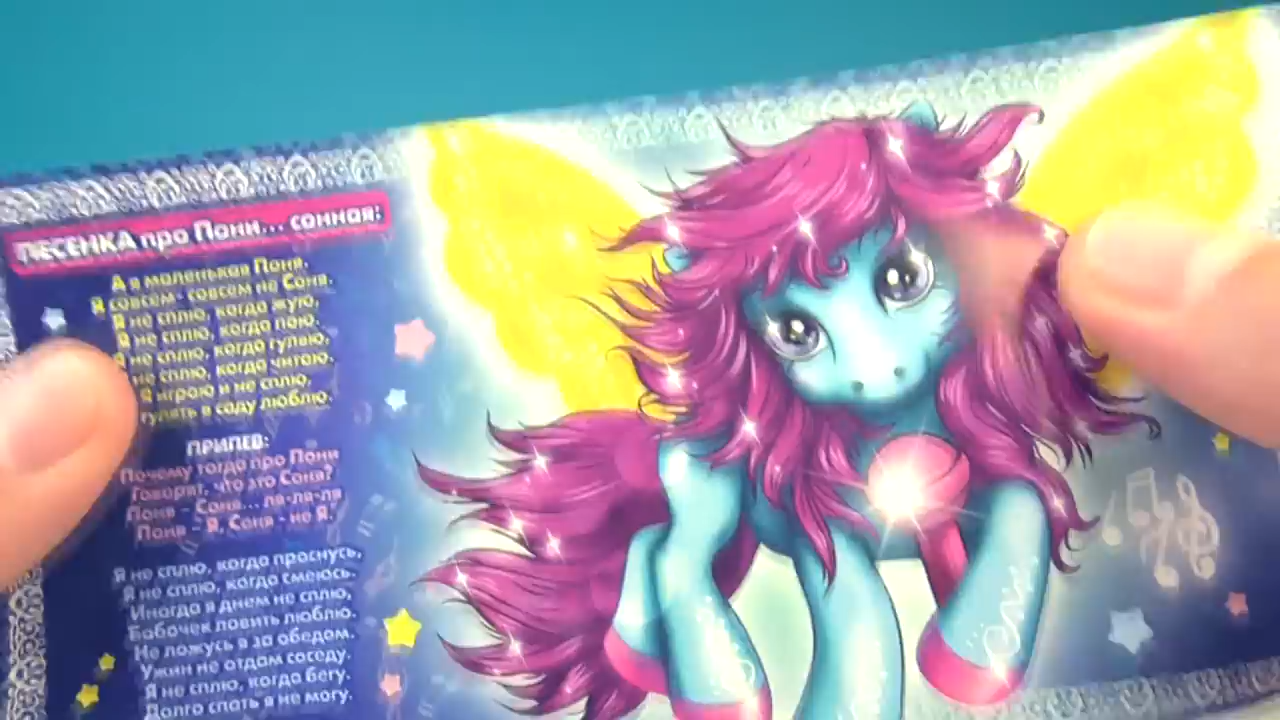 ПЕСЕНКА про Пони... сонная:
А я маленькая Поня.
Я совсем- совсем не Соня.
Я не сплю, когда жую,
Я не сплю, когда пою.
Я не сплю, когда гуляю,
не сплю, когда читаю.
Я играю и не сплю,
Гулять в саду люблю.
ПРИПЕВ:
Почему тогда про Пони
Говорят, что это Соня?
Поня - Соня... ля-ля-ля
Поня - Я, Соня - не Я.
Я не сплю, когда проснусь,
Я не сплю, когда смеюсь.
Иногда я днем не сплю,
Бабочек ловить люблю.
Не ложусь я за обедом.
Ужин не отдам соседу.
Я не сплю, когда бегу.
Долго спать я не могу.